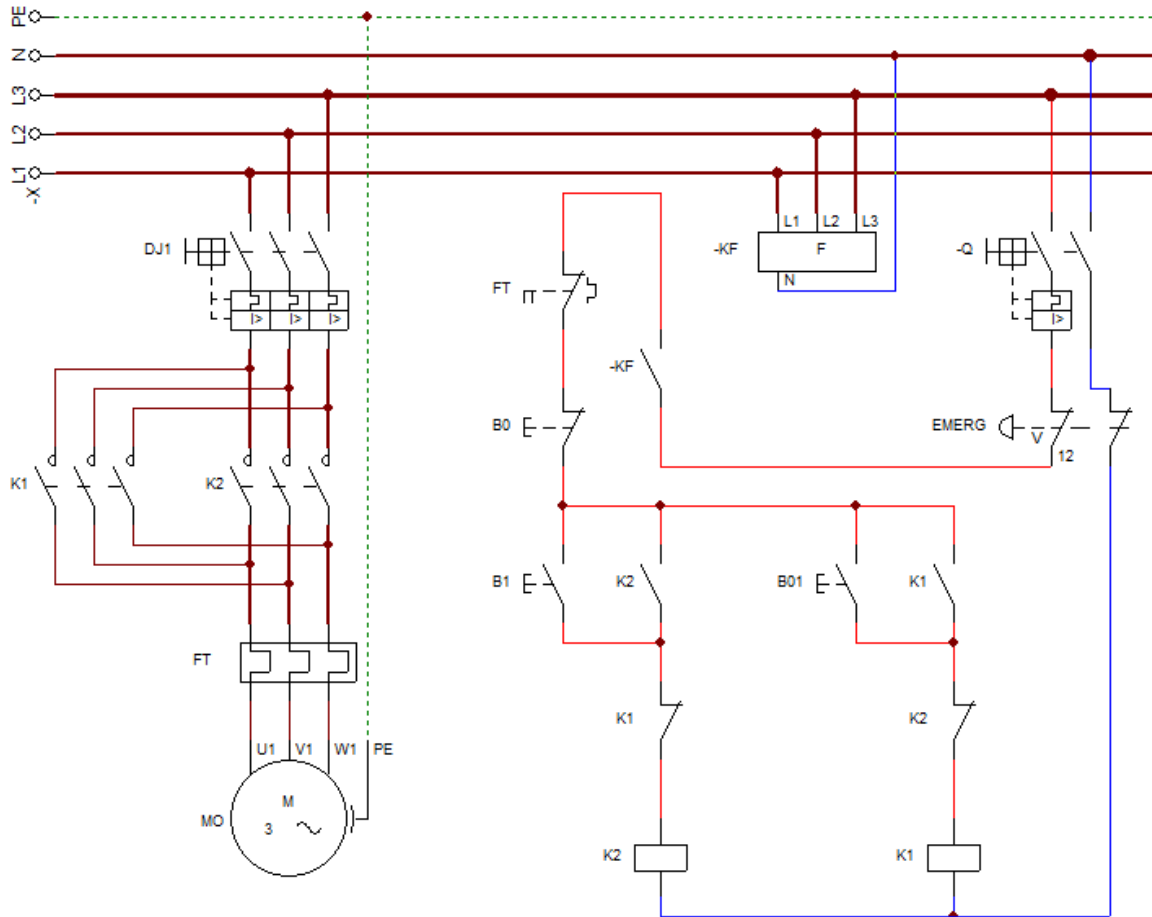 PE
N
L3
L2
L1
-X
DJ1
I> I> I>
K1
K2
FT
U1 V1 W1 PE
MO
M
3
FT
B0
-KF
-KF
L1 L2 L3
F
N
-Q
I>
EMERG
V
12
B1
K2
B01
K1
K1
K2
K2
K1